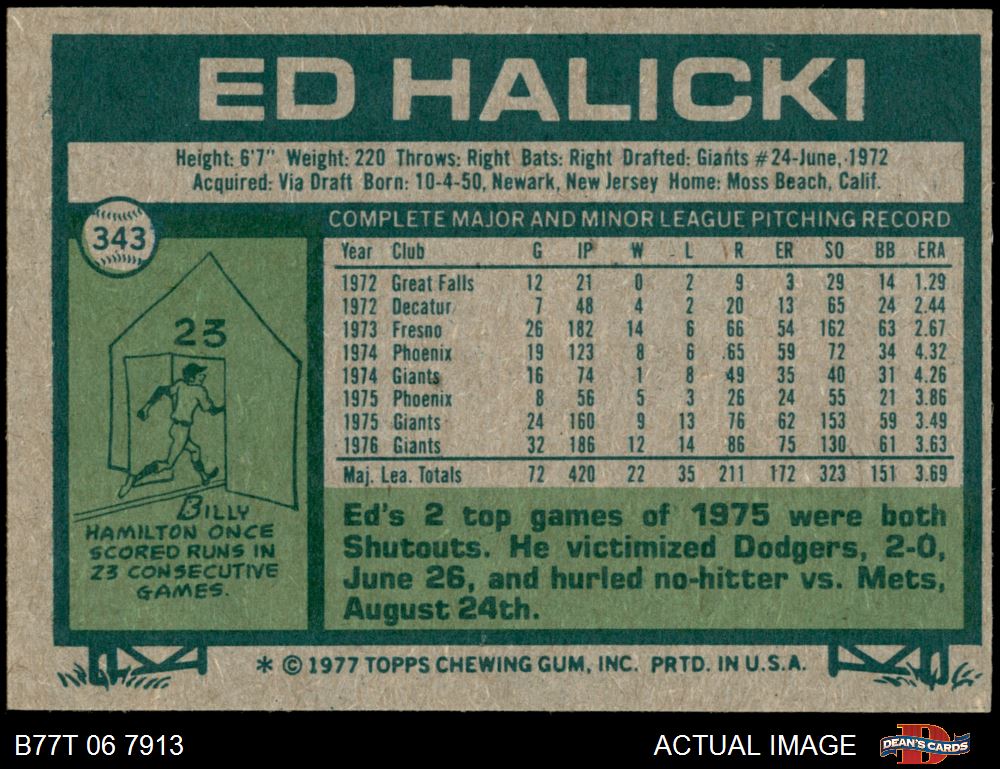 ED HALICKI
Height: 6'7" Weight: 220 Throws: Right Bats: Right Drafted: Giants #24-June, 1972
Acquired: Via Draft Born: 10-4-50, Newark, New Jersey Home: Moss Beach, Calif.
343
COMPLETE MAJOR AND MINOR LEAGUE PITCHING RECORD
Year Club G IP W L R ER SO BB ERA
1972 Great Falls 12 21 0 2 9 3 29 14 1.29
1972 Decatur 7 48 4 2 20 13 65 24 2.44
1973 Fresno 26 182 14 6 66 54 162 63 2.67
1974 Phoenix 19 123 8 6 65 59 72 34 4.32
1974 Giants 16 74 1 8 49 35 40 31 4.26
1975 Phoenix 8 56 5 3 26 24 55 21 3.86
1975 Giants 24 160 9 13 76 62 153 59 3.49
1976 Giants 32 186 12 14 86 75 130 61 3.63
Maj. Lea. Totals 72 420 22 35 211 172 323 151 3.69
23
BILLY
HAMILTON ONCE
SCORED RUNS IN
23 CONSECUTIVE
GAMES.
Ed's 2 top games of 1975 were both
Shutouts. He victimized Dodgers, 2-0,
June 26, and hurled no-hitter vs. Mets,
August 24th.
* © 1977 TOPPS CHEWING GUM, INC. PRTD. IN U.S.A.
B77T 06 7913
ACTUAL IMAGE
DEAN'S CARDS